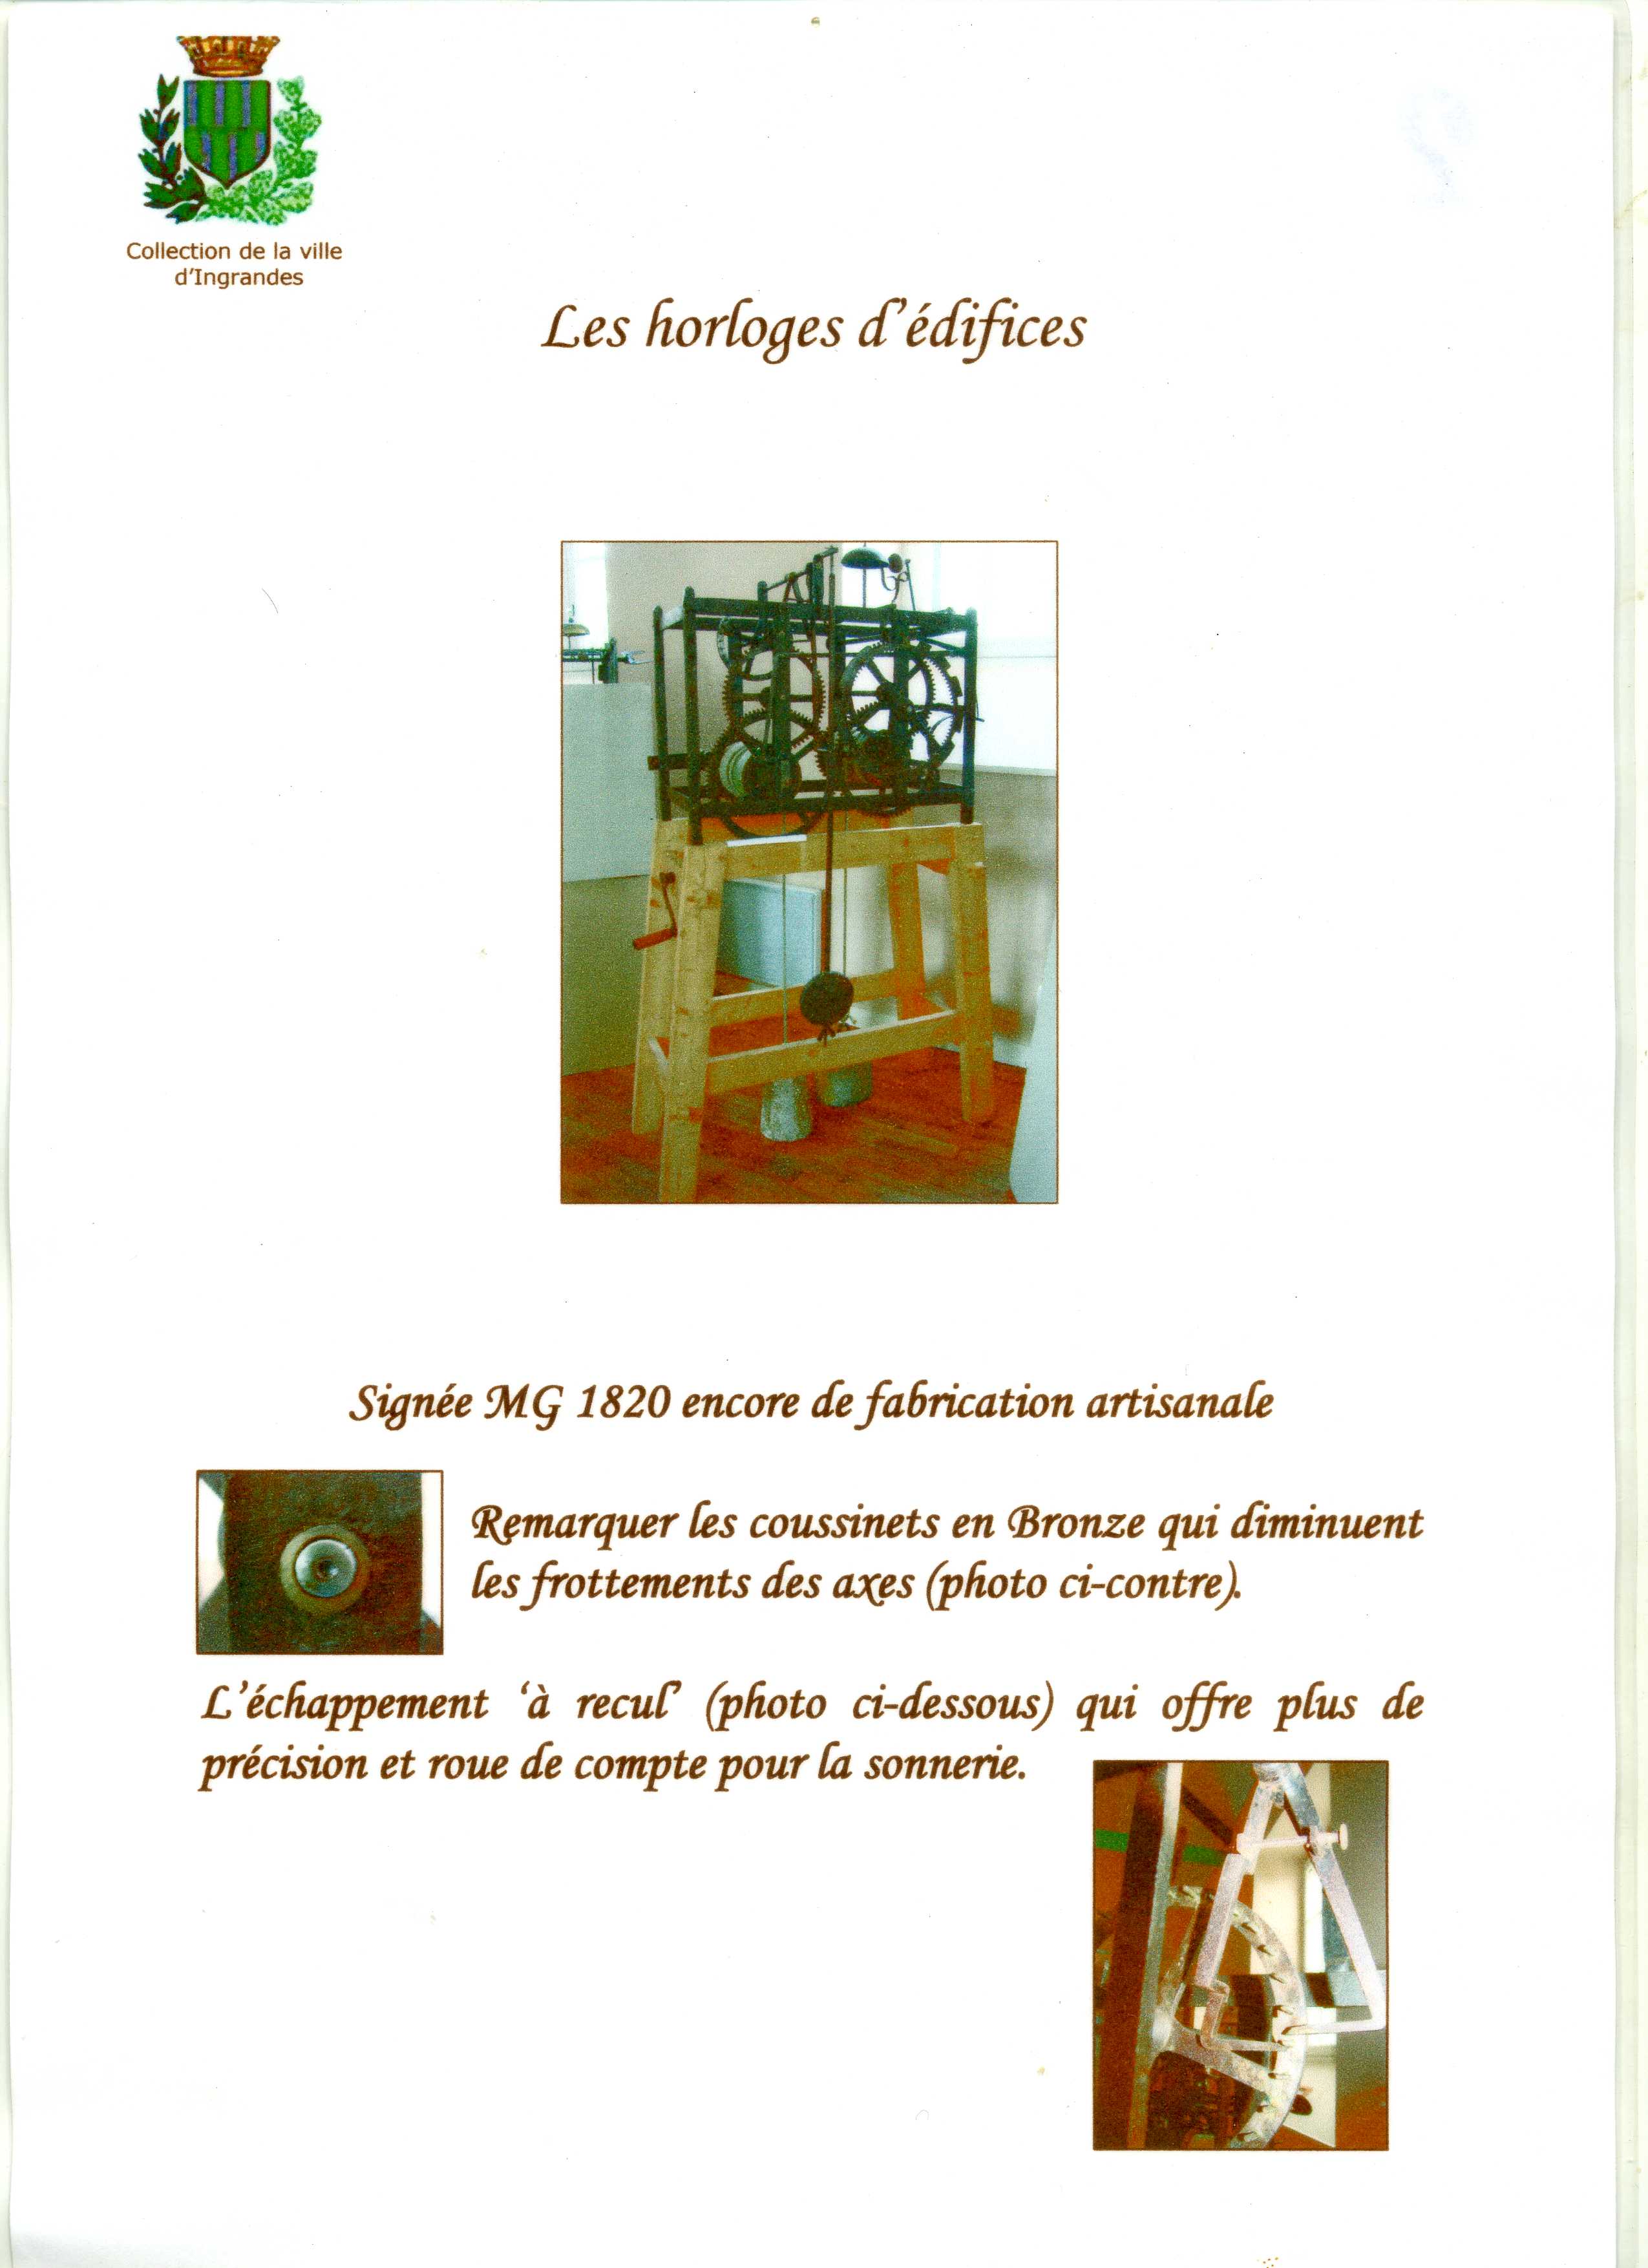 Collection de la ville
d'Ingrandes
Les horloges d'édifices
Signée MG 1820 encore de fabrication artisanale
Remarquer les coussinets en Bronze qui diminuent
les frottements des axes (photo ci-contre).
L'échappement 'à recul' (photo ci-dessous) qui offre plus de
précision et roue de compte pour la sonnerie.